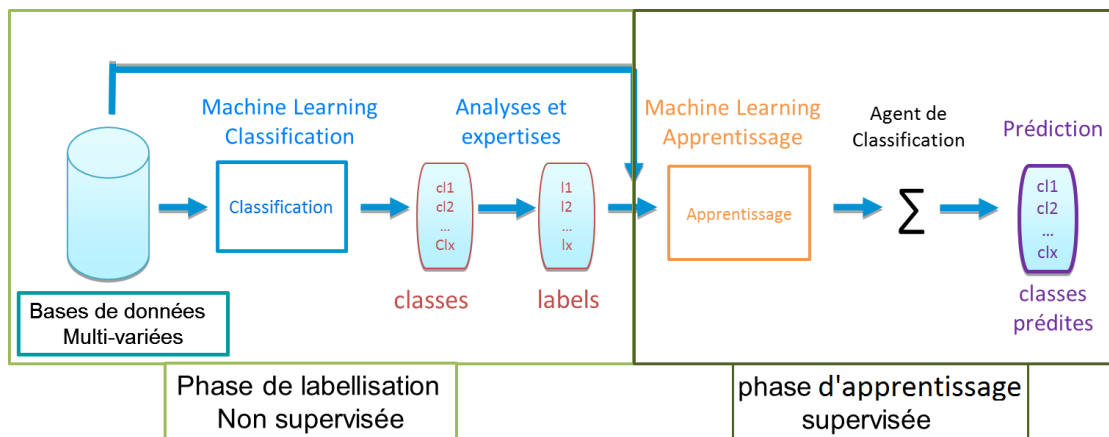 Machine Learning
Classification
Analyses et
expertises
Machine Learning
Apprentissage
Agent de
Classification
Prédiction
Classification
cl1
cl2
...
Clx
l1
l2
...
lx
Apprentissage
Σ
cl1
cl2
...
clx
classes
labels
classes
prédites
Bases de données
Multi-variées
Phase de labellisation
Non supervisée
phase d'apprentissage
supervisée